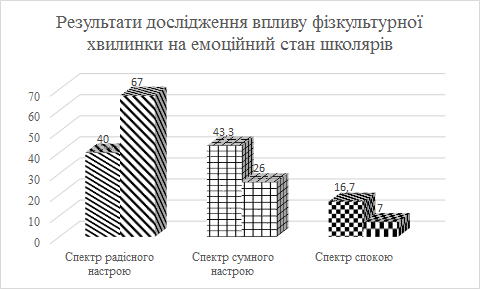 Результати дослідження впливу фізкультурної
хвилинки на емоційний стан школярів
70
60
50
40
30
20
10
0
40
67
43,3
26
16,7
7
Спектр радісного
настрою
Спектр сумного
настрою
Спектр спокою